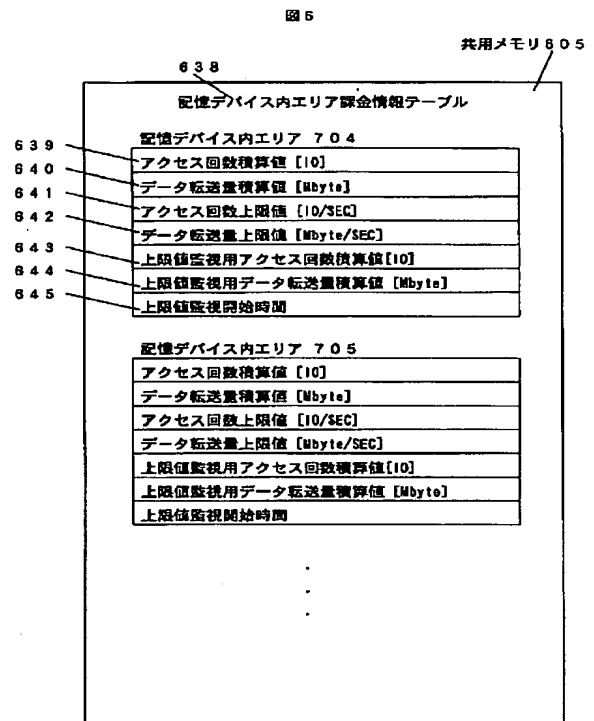 図6
共用メモリ605
638
記憶デバイス内エリア課金情報テーブル
記憶デバイス内エリア 704
639 アクセス回数積算値 [IO]
640 データ転送量積算値 [Mbyte]
641 アクセス回数上限値 [IO/SEC]
642 データ転送量上限値 [Mbyte/SEC]
643 上限値監視用アクセス回数積算値[IO]
644 上限値監視用データ転送量積算値 [Mbyte]
645 上限値監視開始時間
記憶デバイス内エリア 705
アクセス回数積算値 [IO]
データ転送量積算値 [Mbyte]
アクセス回数上限値 [IO/SEC]
データ転送量上限値 [Mbyte/SEC]
上限値監視用アクセス回数積算値[IO]
上限値監視用データ転送量積算値 [Mbyte]
上限値監視開始時間